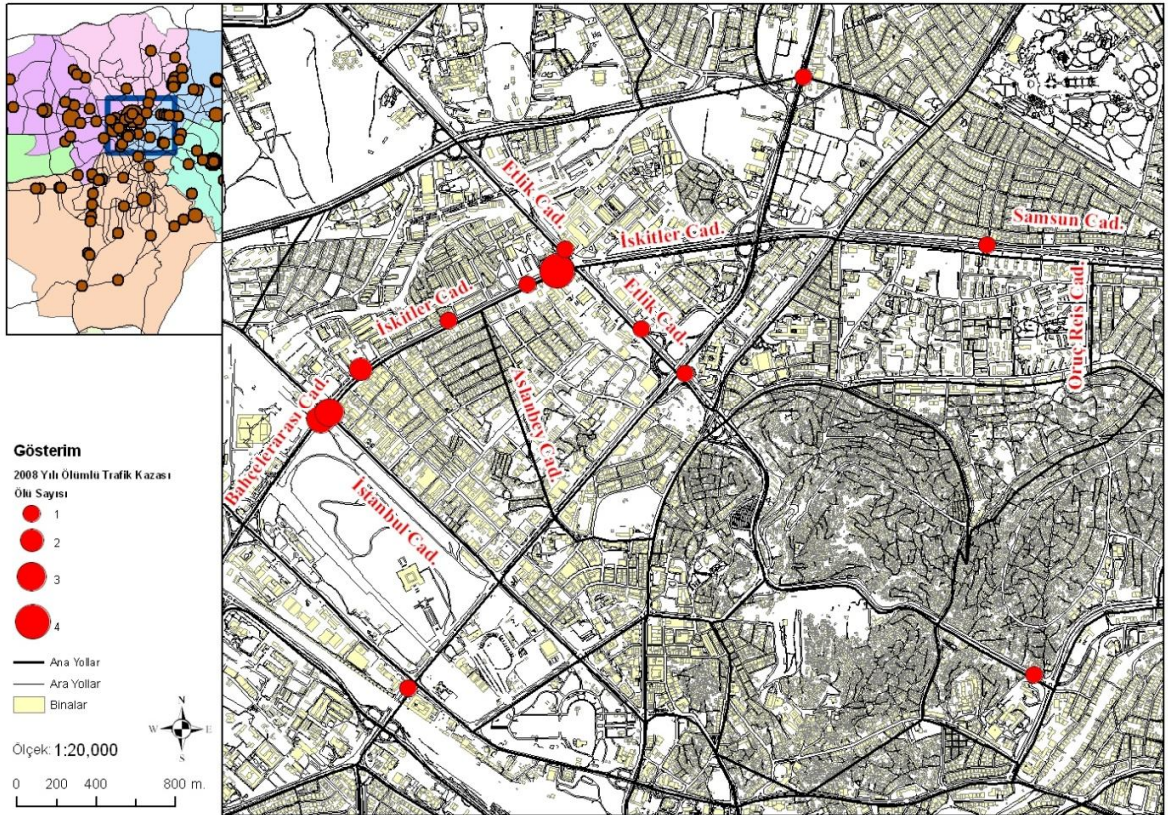 Etlik Cad.
İskitler Cad.
Samsun Cad.
İskitler Cad.
Etlik Cad.
Oruç Reis Cad.
Aslanbey Cad.
Bahçelerarası Cad.
İstanbul Cad.
Gösterim
2008 Yılı Ölümlü Trafik Kazası
Ölü Sayısı
1
2
3
4
Ana Yollar
Ara Yollar
Binalar
N
W E
S
Ölçek: 1:20,000
0 200 400 800 m.